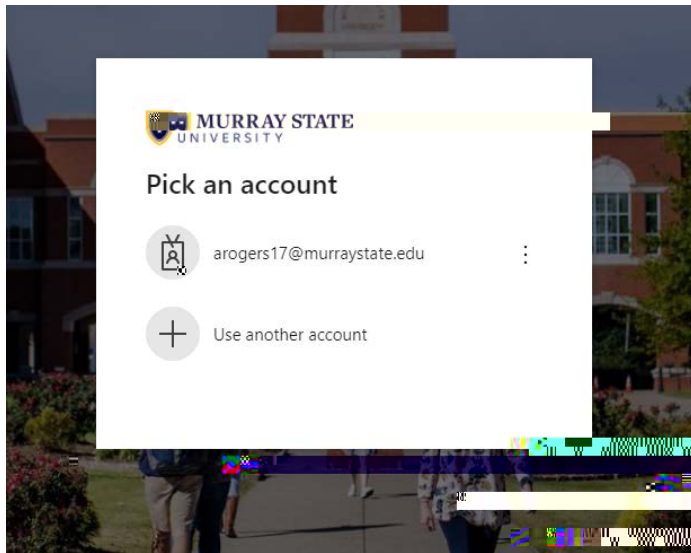 MURRAY STATE
UNIVERSITY
Pick an account
arogers17@murraystate.edu
Use another account